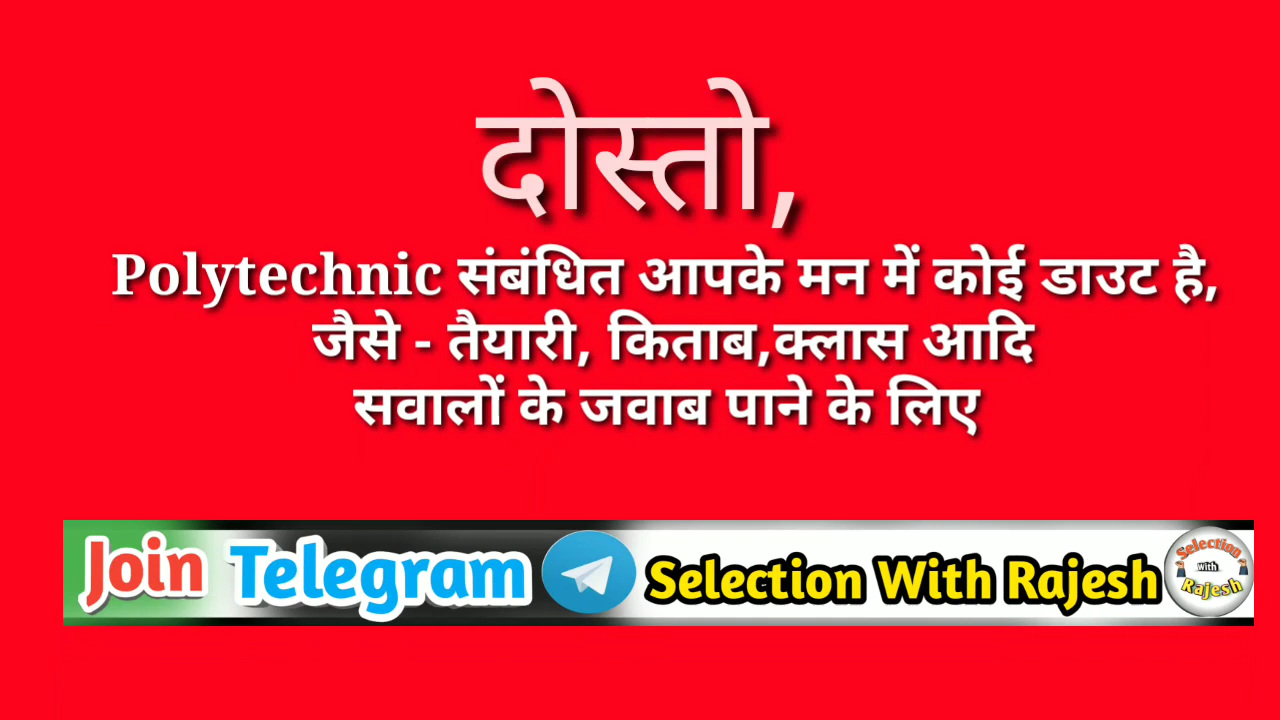 दोस्तो,
Polytechnic संबंधित आपके मन में कोई डाउट है,
जैसे - तैयारी, किताब,क्लास आदि
सवालों के जवाब पाने के लिए
Join Telegram Selection With Rajesh
Selection
with
Rajesh